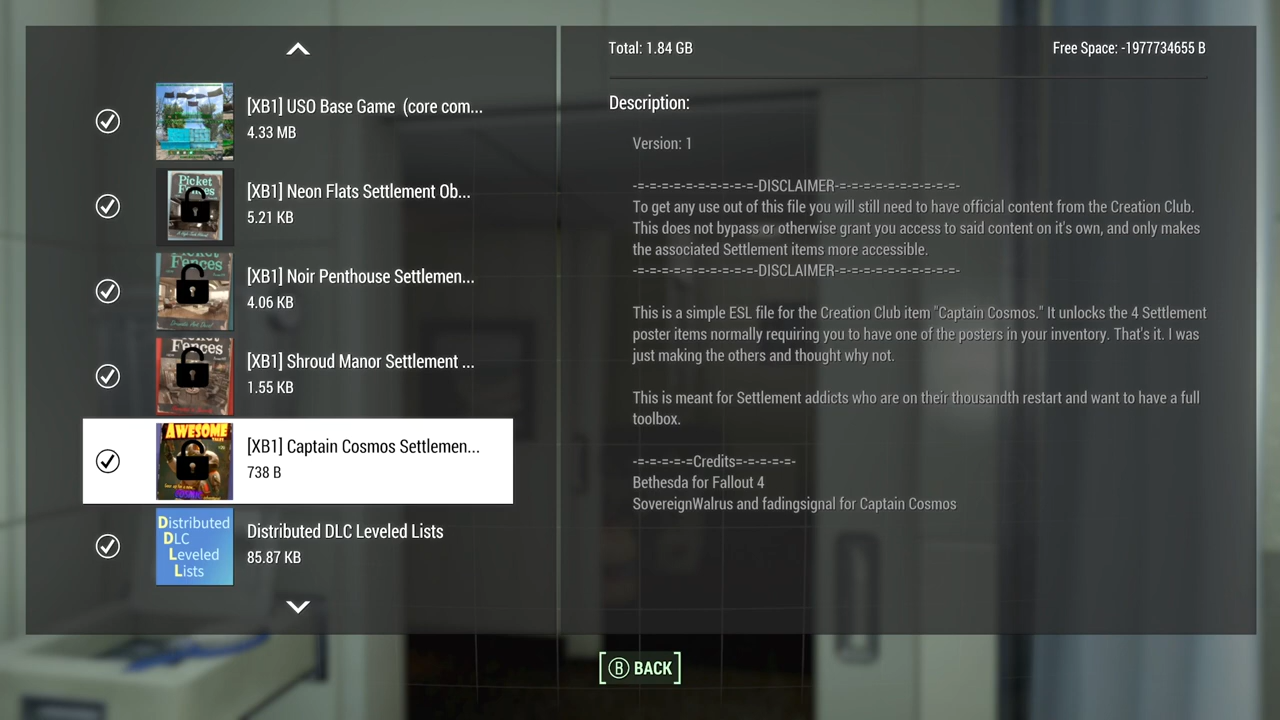 Total: 1.84 GB
Free Space: -1977734655 B
[XB1] USO Base Game (core com...
4.33 MB
Picket
Fences
[XB1] Neon Flats Settlement Ob...
5.21 KB
Picket
Fences
[XB1] Noir Penthouse Settlemen...
4.06 KB
Picket
Fences
[XB1] Shroud Manor Settlement ...
1.55 KB
AWESOME
[XB1] Captain Cosmos Settlemen...
738 B
Distributed
DLC
Leveled
Lists
Distributed DLC Leveled Lists
85.87 KB
Description:
Version: 1
-=-=-=-=-=-=-=-=-=-=-DISCLAIMER-=-=-=-=-=-=-=-=-=-=-
To get any use out of this file you will still need to have official content from the Creation Club.
This does not bypass or otherwise grant you access to said content on it's own, and only makes
the associated Settlement items more accessible.
-=-=-=-=-=-=-=-=-=-=-DISCLAIMER-=-=-=-=-=-=-=-=-=-=-
This is a simple ESL file for the Creation Club item "Captain Cosmos." It unlocks the 4 Settlement
poster items normally requiring you to have one of the posters in your inventory. That's it. I was
just making the others and thought why not.
This is meant for Settlement addicts who are on their thousandth restart and want to have a full
toolbox.
-=-=-=-=-=Credits=-=-=-=-=-
Bethesda for Fallout 4
SovereignWalrus and fadingsignal for Captain Cosmos
B BACK